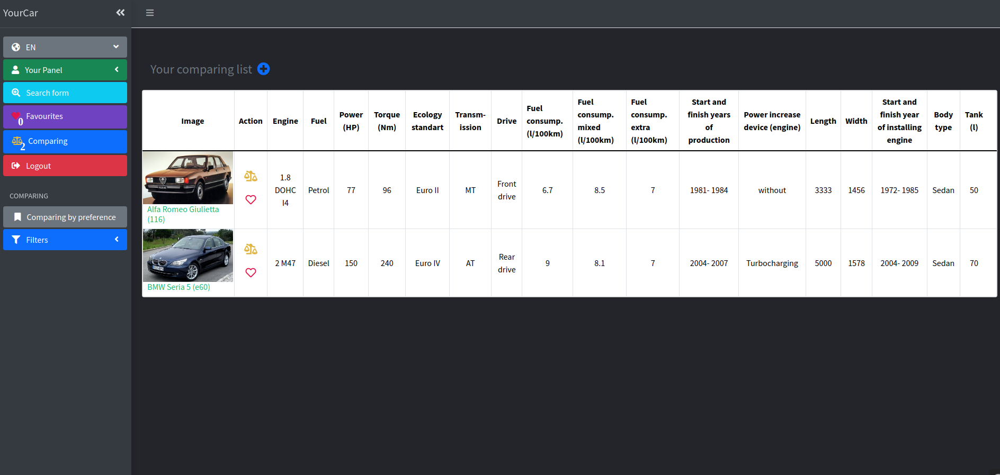 YourCar
EN
Your Panel
Search form
Favourites
0
Comparing
2
Logout
COMPARING
Comparing by preference
Filters
Your comparing list
Image
Action
Engine
Fuel
Power
(HP)
Torque
(Nm)
Ecology
standart
Transm-
ission
Drive
Fuel
consump.
(l/100km)
Fuel
consump.
mixed
(l/100km)
Fuel
consump.
extra
(l/100km)
Start and
finish years
of
production
Power increase
device (engine)
Length
Width
Start and
finish year
of installing
engine
Body
type
Tank
(l)
Alfa Romeo Giulietta
(116)
1.8
DOHC
I4
Petrol
77
96
Euro II
MT
Front
drive
6.7
8.5
7
1981- 1984
without
3333
1456
1972- 1985
Sedan
50
BMW Seria 5 (e60)
2 M47
Diesel
150
240
Euro IV
AT
Rear
drive
9
8.1
7
2004- 2007
Turbocharging
5000
1578
2004- 2009
Sedan
70